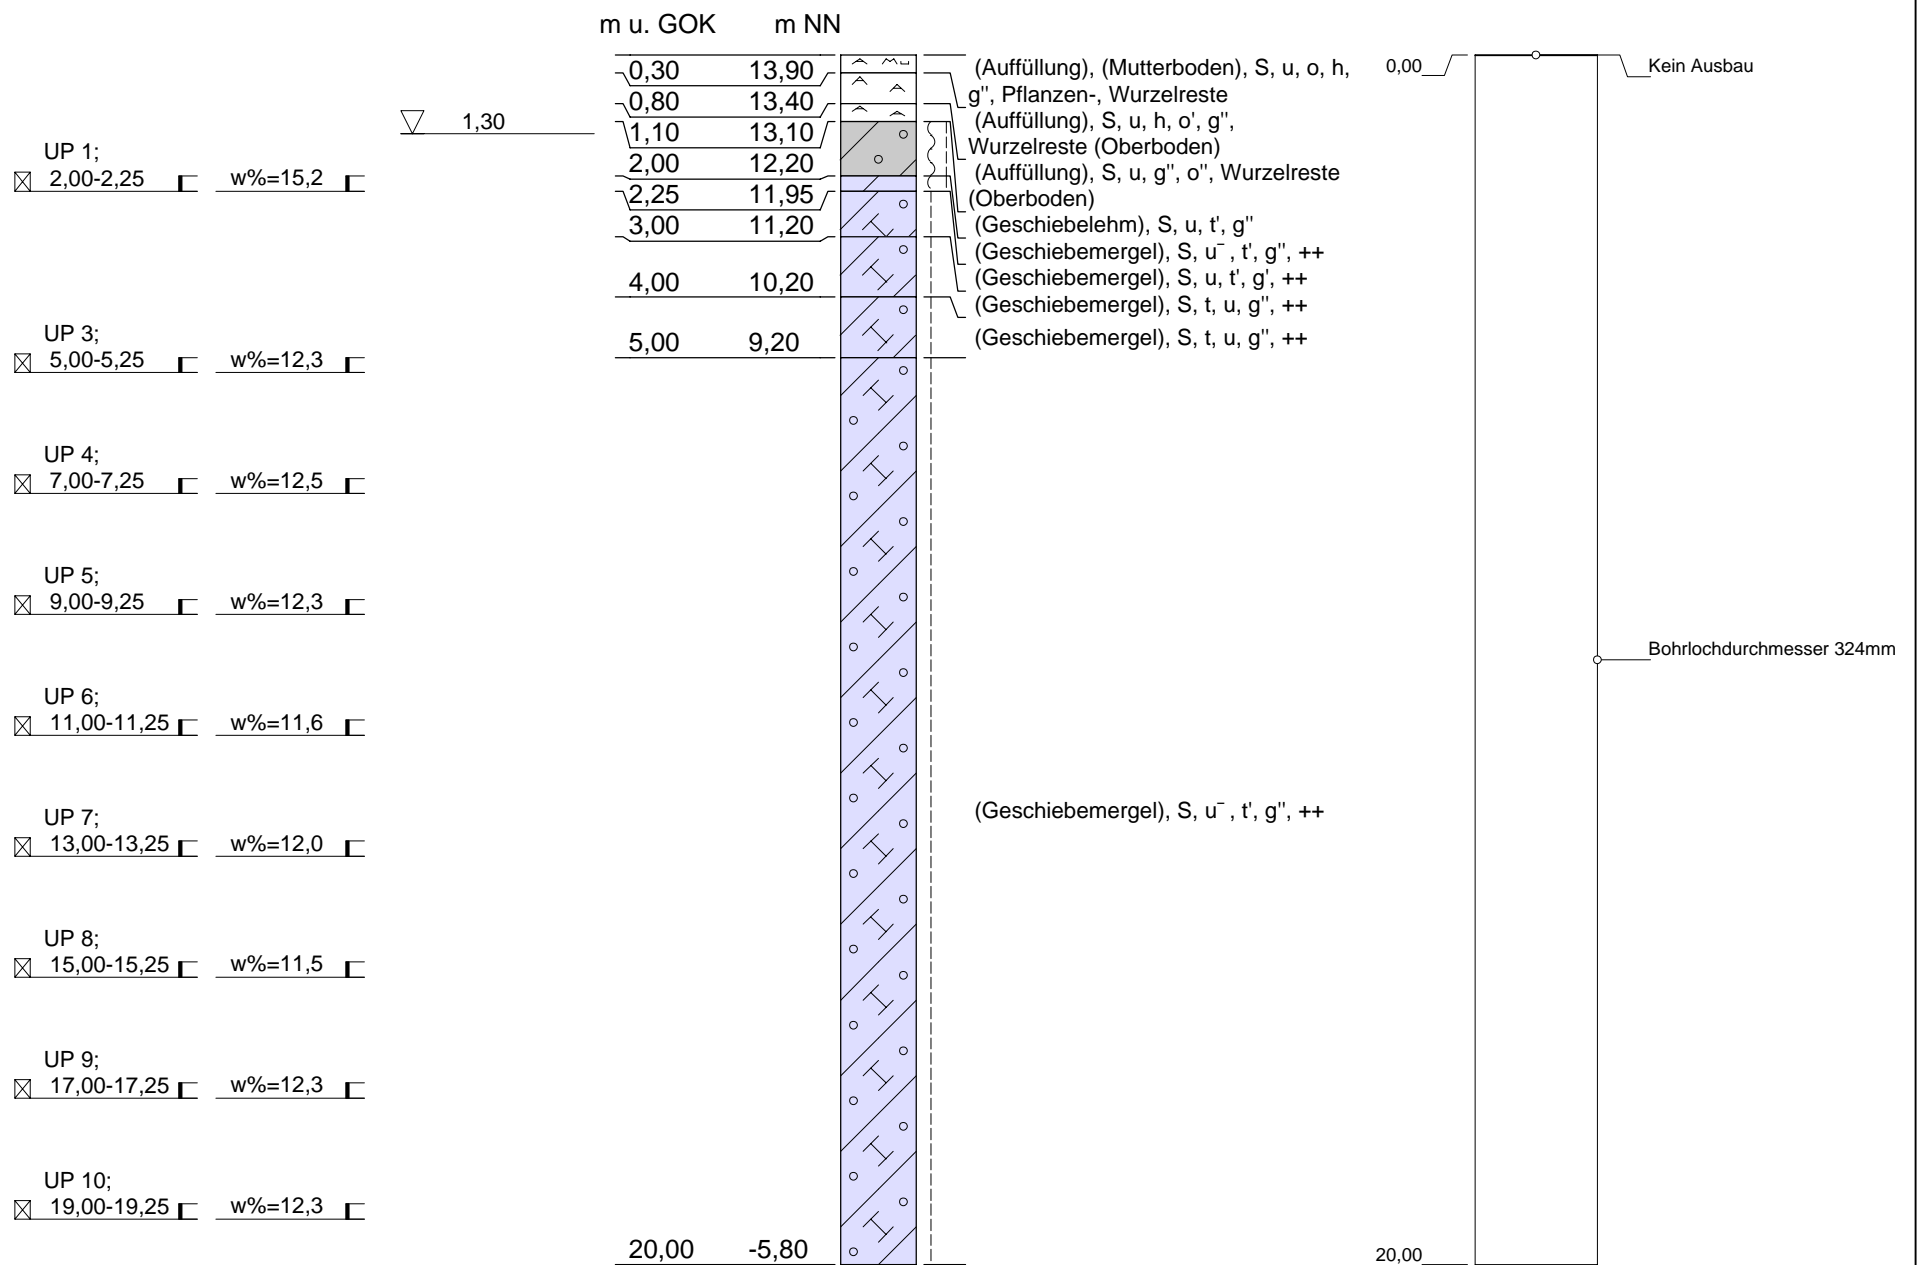 m u. GOK m NN
0,30 13,90
0,80 13,40
1,10 13,10
2,00 12,20
2,25 11,95
3,00 11,20
4,00 10,20
5,00 9,20
20,00 -5,80
1,30
UP 1;
2,00-2,25 w%=15,2
UP 3;
5,00-5,25 w%=12,3
UP 4;
7,00-7,25 w%=12,5
UP 5;
9,00-9,25 w%=12,3
UP 6;
11,00-11,25 w%=11,6
UP 7;
13,00-13,25 w%=12,0
UP 8;
15,00-15,25 w%=11,5
UP 9;
17,00-17,25 w%=12,3
UP 10;
19,00-19,25 w%=12,3
(Auffüllung), (Mutterboden), S, u, o, h,
g'', Pflanzen-, Wurzelreste
(Auffüllung), S, u, h, o', g'',
Wurzelreste (Oberboden)
(Auffüllung), S, u, g'', o'', Wurzelreste
(Oberboden)
(Geschiebelehm), S, u, t', g''
(Geschiebemergel), S, u¯, t', g'', ++
(Geschiebemergel), S, u, t', g', ++
(Geschiebemergel), S, t, u, g'', ++
(Geschiebemergel), S, t, u, g'', ++
(Geschiebemergel), S, u¯, t', g'', ++
0,00
Kein Ausbau
Bohrlochdurchmesser 324mm
20,00